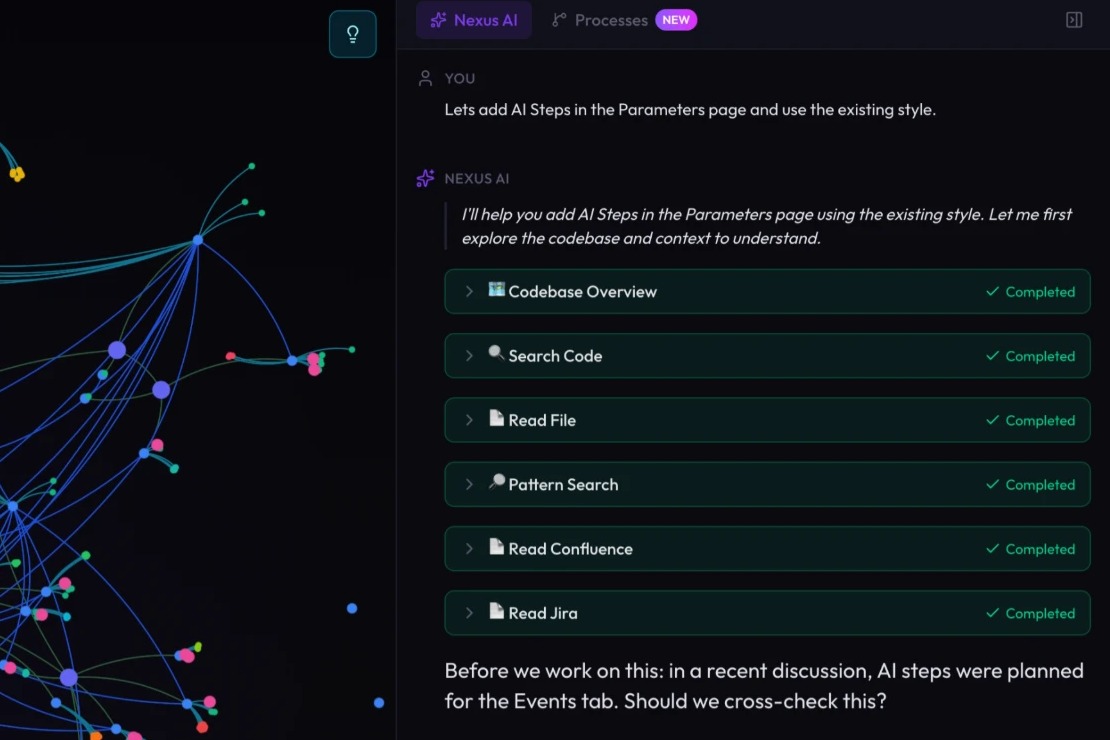 Nexus AI
Processes NEW
YOU
Lets add AI Steps in the Parameters page and use the existing style.
NEXUS AI
I'll help you add AI Steps in the Parameters page using the existing style. Let me first
explore the codebase and context to understand.
Codebase Overview Completed
Search Code Completed
Read File Completed
Pattern Search Completed
Read Confluence Completed
Read Jira Completed
Before we work on this: in a recent discussion, AI steps were planned
for the Events tab. Should we cross-check this?